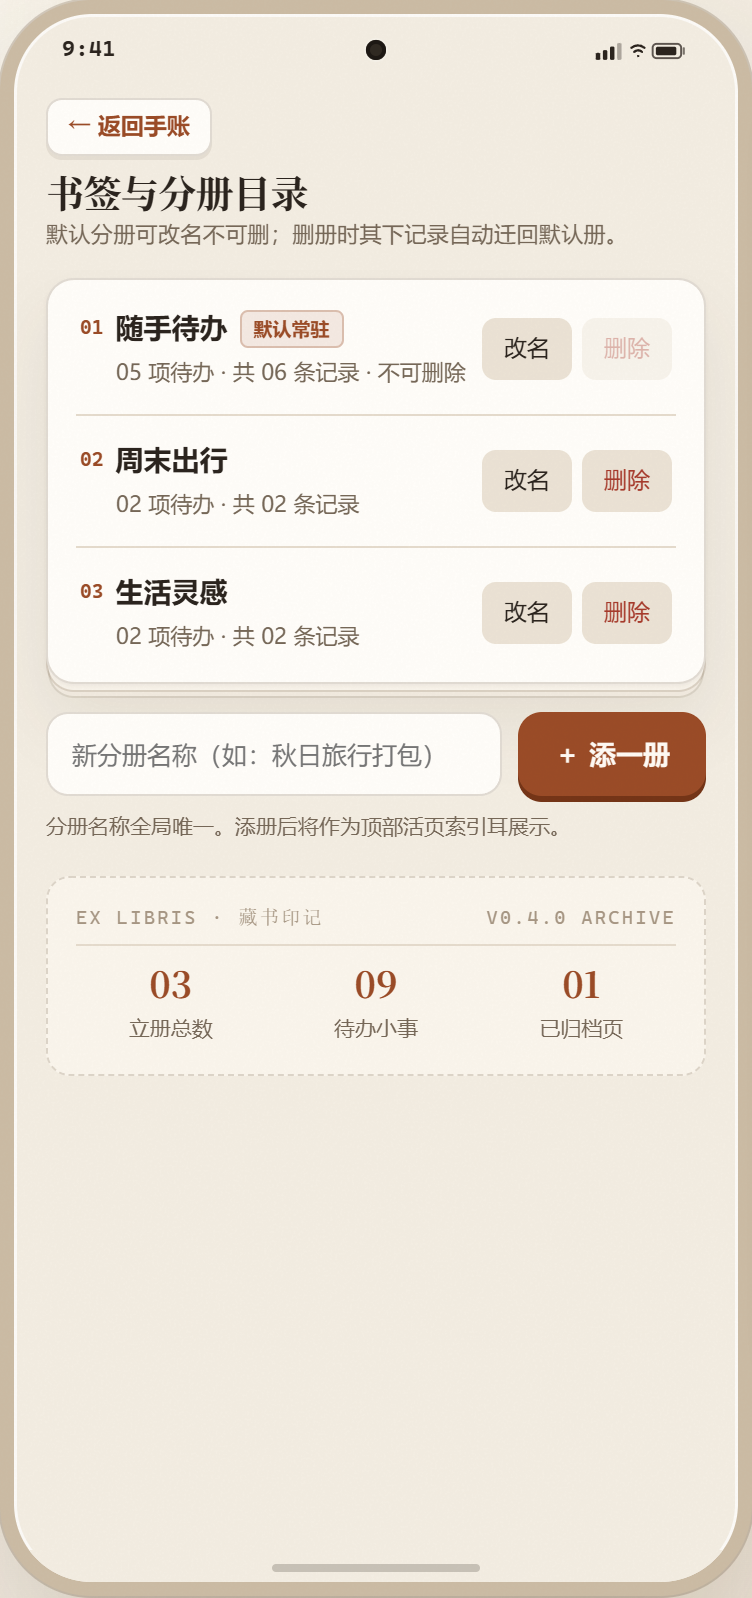 9:41
← 返回手账
书签与分册目录
默认分册可改名不可删；删册时其下记录自动迁回默认册。
01 随手待办 默认常驻
05 项待办 · 共 06 条记录 · 不可删除
改名 删除
02 周末出行
02 项待办 · 共 02 条记录
改名 删除
03 生活灵感
02 项待办 · 共 02 条记录
改名 删除
新分册名称（如：秋日旅行打包）
+ 添一册
分册名称全局唯一。添册后将作为顶部活页索引耳展示。
EX LIBRIS · 藏书印记 V0.4.0 ARCHIVE
03 09 01
立册总数 待办小事 已归档页